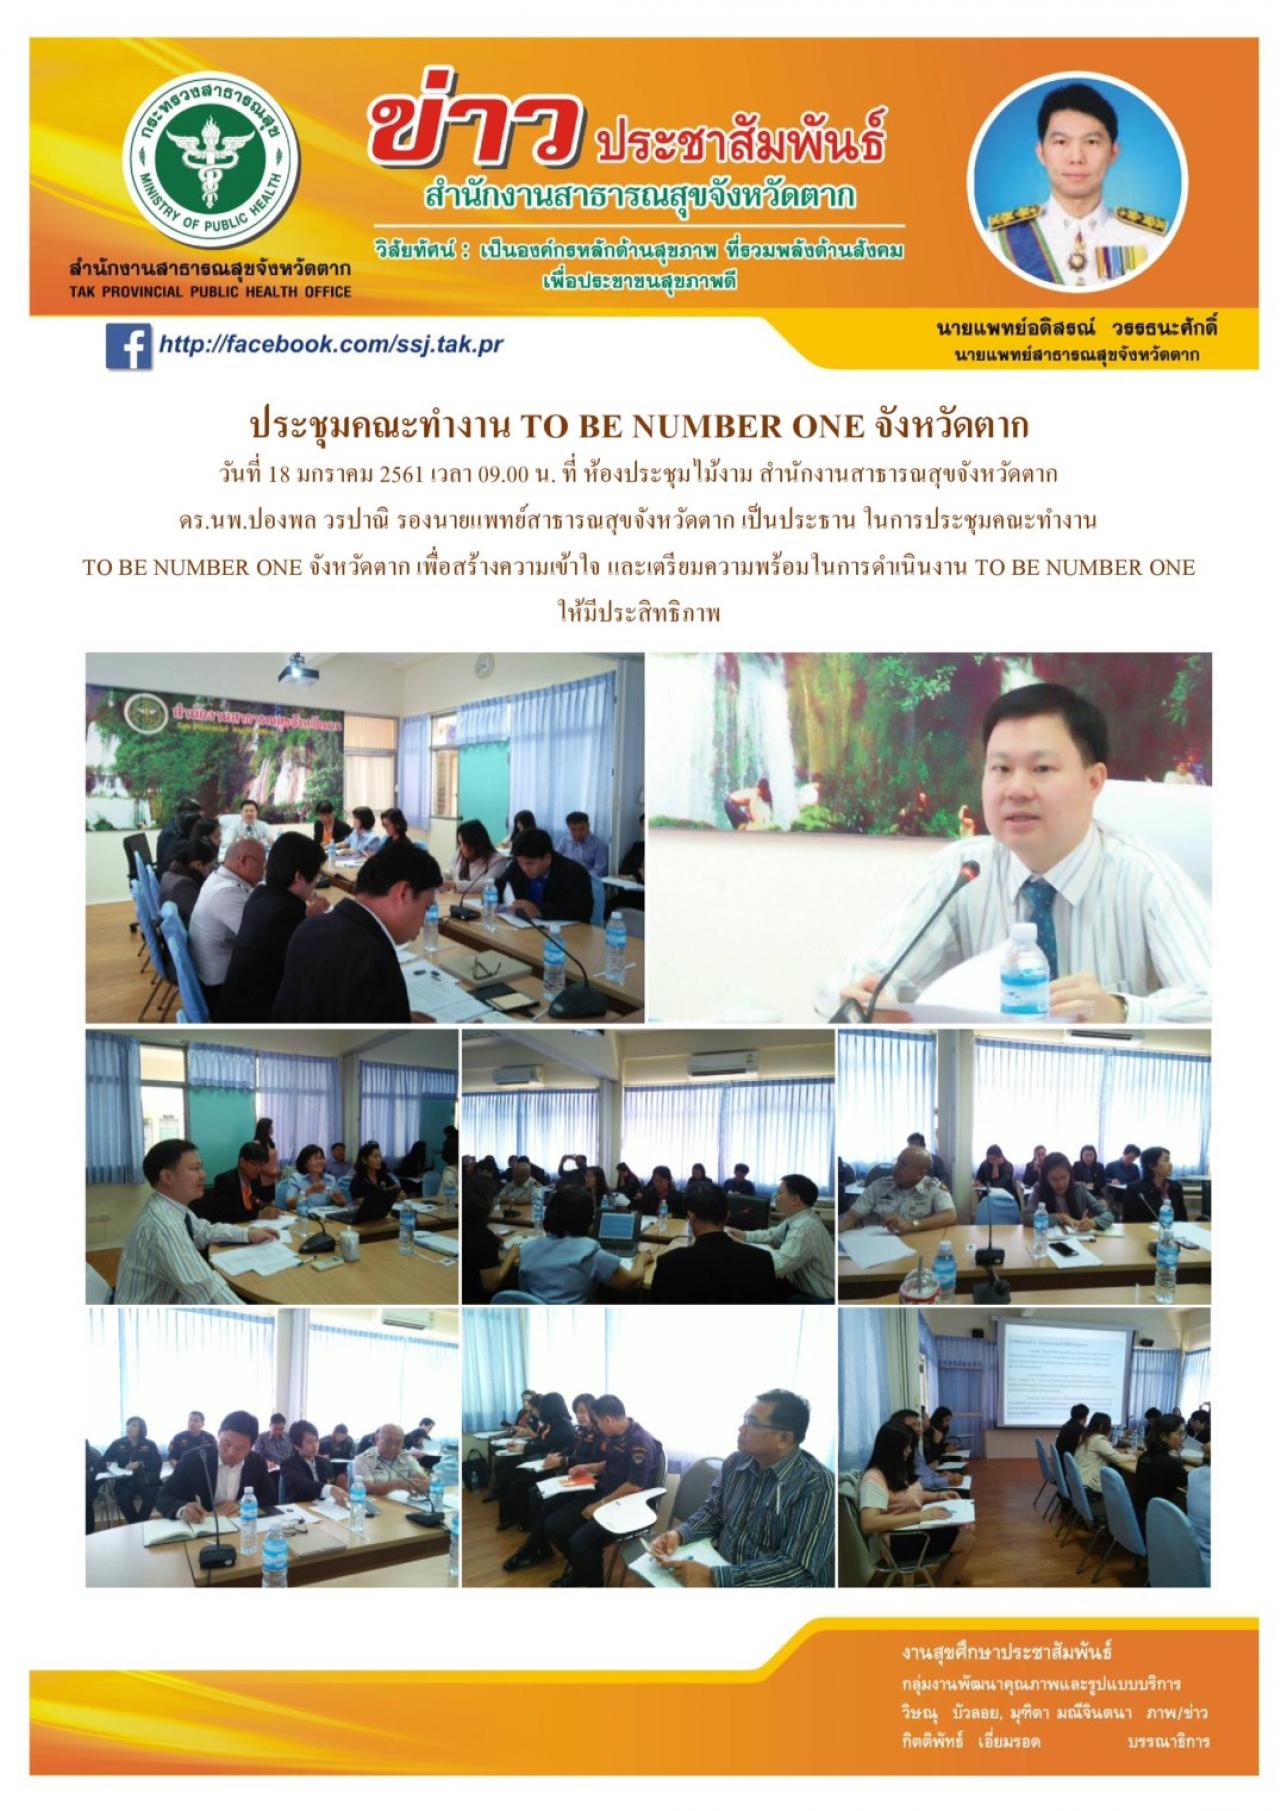 กระทรวงสาธารณสุข
MINISTRY OF PUBLIC HEALTH
สำนักงานสาธารณสุขจังหวัดตาก
TAK PROVINCIAL PUBLIC HEALTH OFFICE
ข่าว ประชาสัมพันธ์
สำนักงานสาธารณสุขจังหวัดตาก
วิสัยทัศน์ : เป็นองค์กรหลักด้านสุขภาพ ที่รวมพลังด้านสังคม
เพื่อประชาชนสุขภาพดี
นายแพทย์อดิสรณ์ วรรธนะศักดิ์
นายแพทย์สาธารณสุขจังหวัดตาก
http://facebook.com/ssj.tak.pr
ประชุมคณะทำงาน TO BE NUMBER ONE จังหวัดตาก
วันที่ 18 มกราคม 2561 เวลา 09.00 น. ที่ ห้องประชุมไม้งาม สำนักงานสาธารณสุขจังหวัดตาก
ดร.นพ.ปองพล วรปาณิ รองนายแพทย์สาธารณสุขจังหวัดตาก เป็นประธาน ในการประชุมคณะทำงาน
TO BE NUMBER ONE จังหวัดตาก เพื่อสร้างความเข้าใจ และเตรียมความพร้อมในการดำเนินงาน TO BE NUMBER ONE
ให้มีประสิทธิภาพ
สำนักงานสาธารณสุขจังหวัดตาก
งานสุขศึกษาประชาสัมพันธ์
กลุ่มงานพัฒนาคุณภาพและรูปแบบบริการ
วิษณุ บัวลอย, มุฑิตา มณีจินตนา ภาพ/ข่าว
กิตติพัทธ์ เอี่ยมรอด บรรณาธิการ